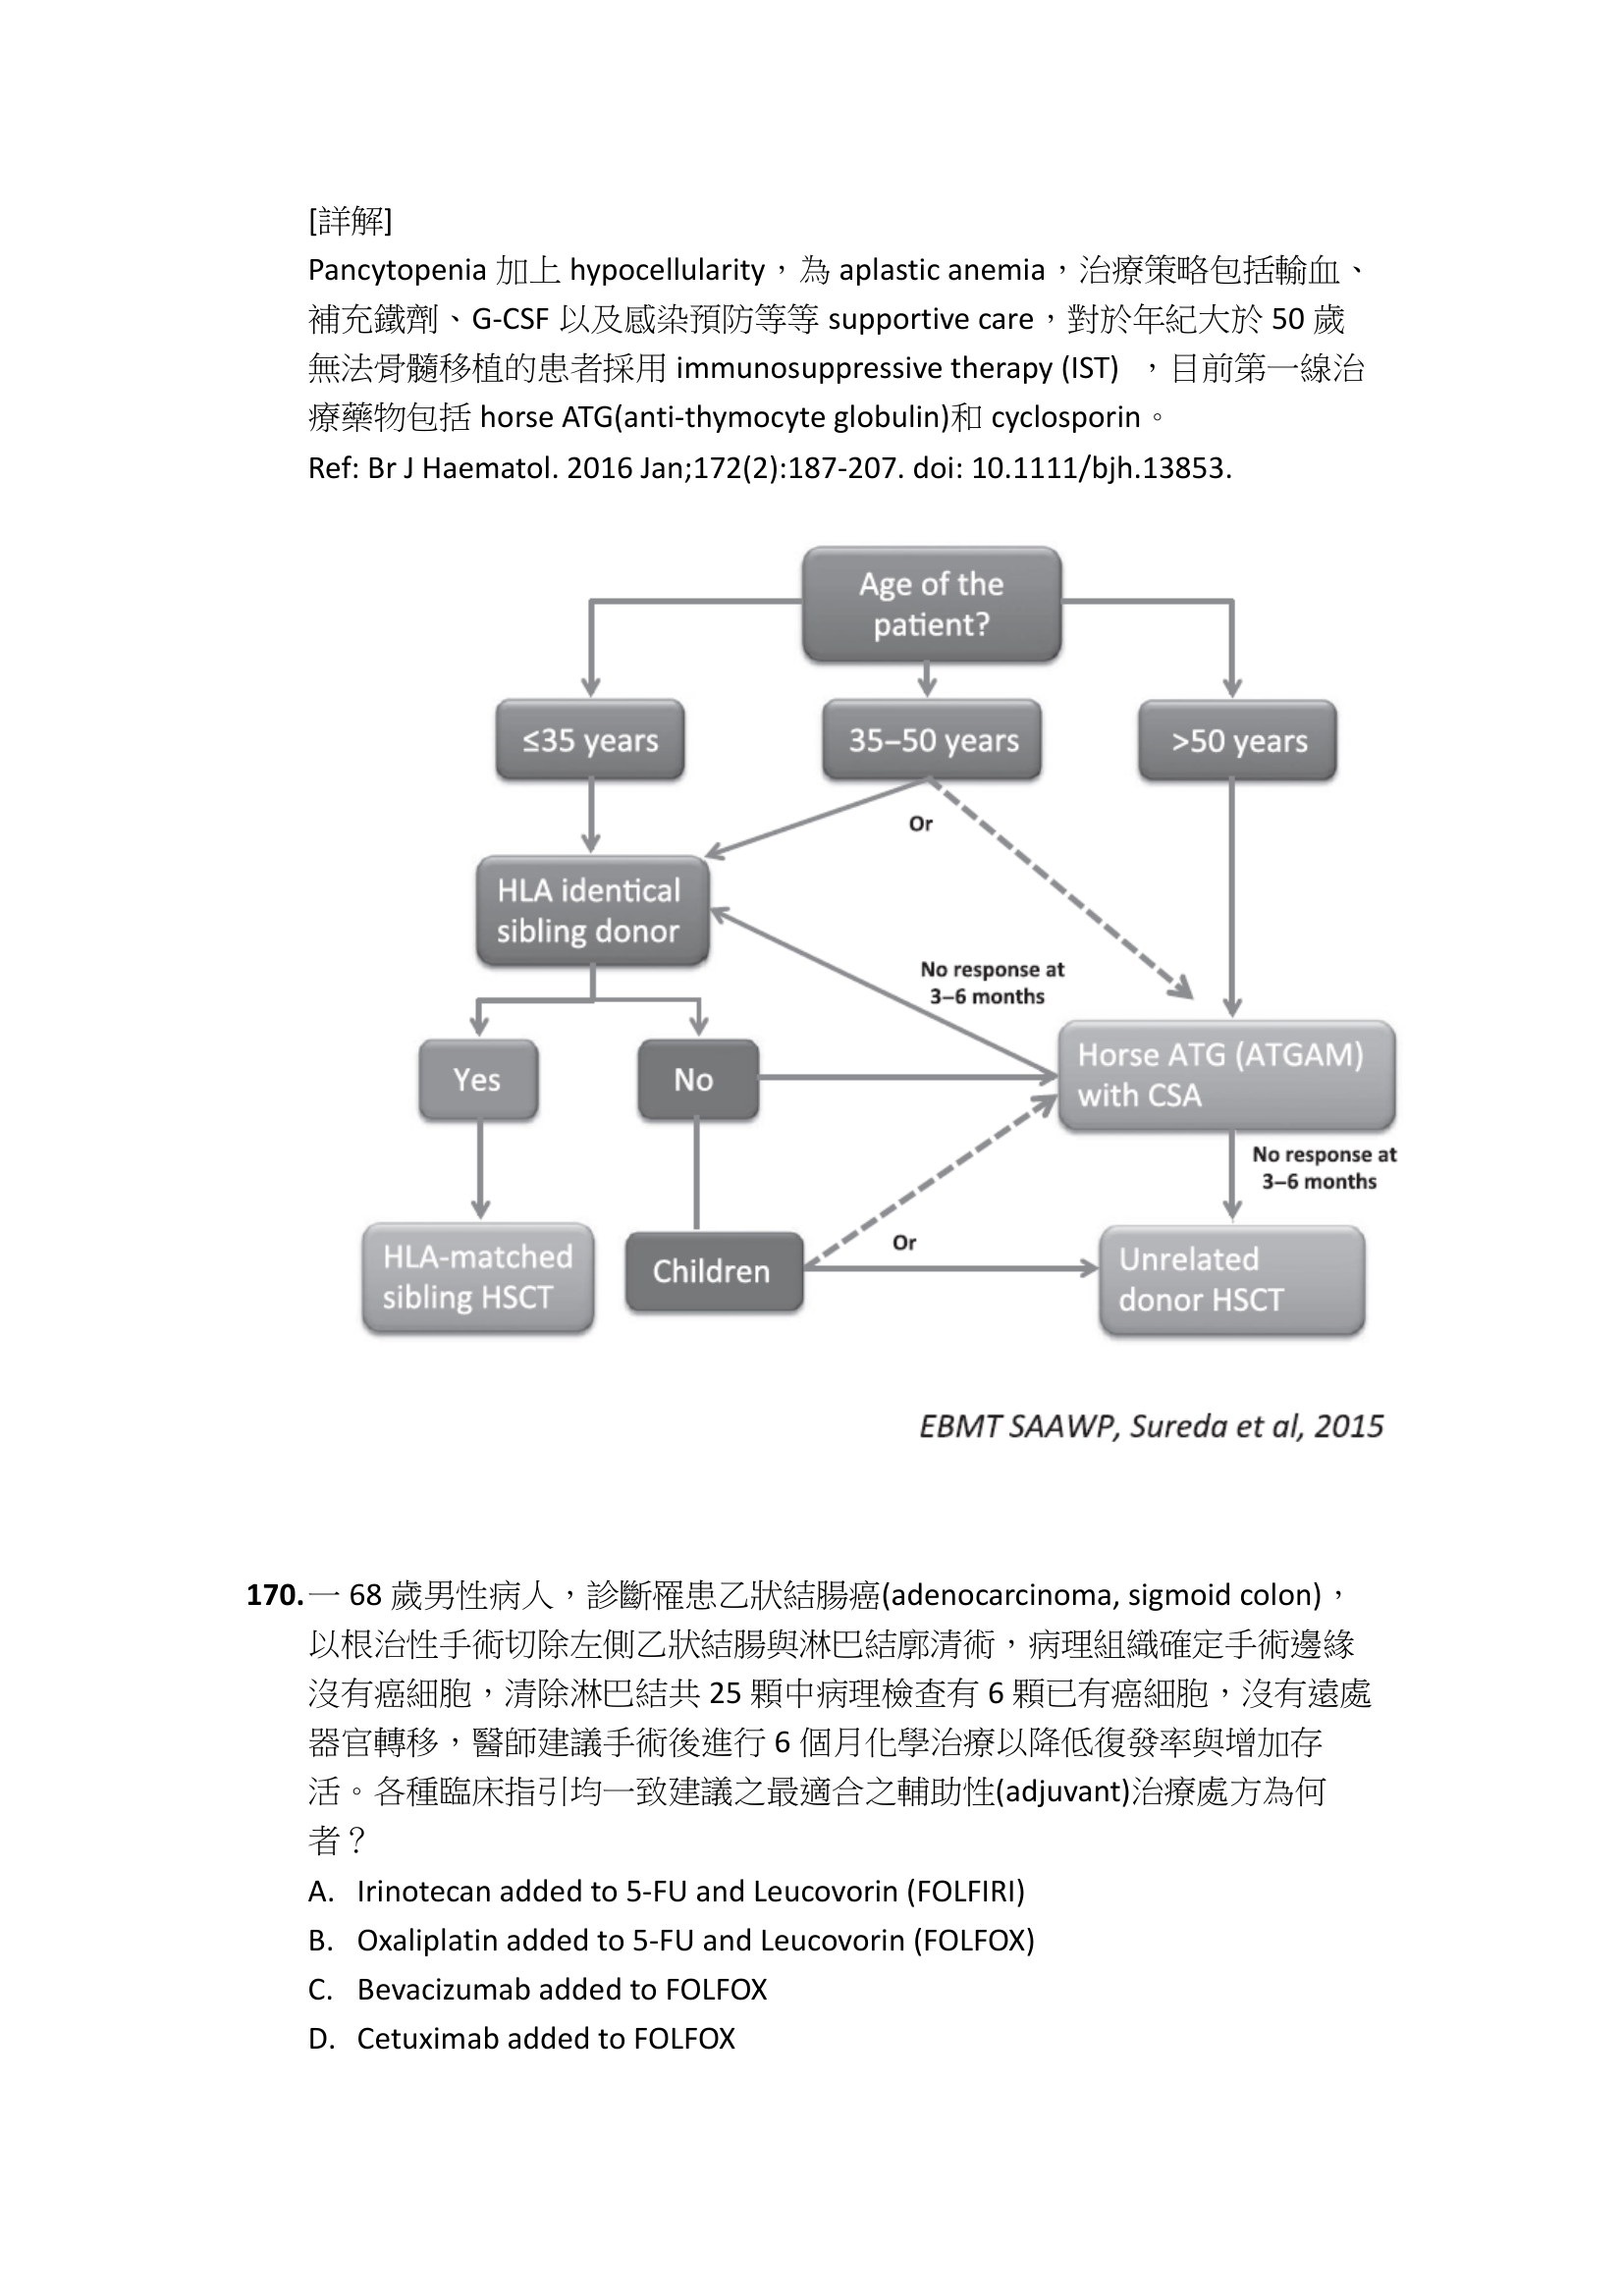 [詳解]
Pancytopenia 加上 hypocellularity，為 aplastic anemia，治療策略包括輸血、
補充鐵劑、G-CSF 以及感染預防等等 supportive care，對於年紀大於 50 歲
無法骨髓移植的患者採用 immunosuppressive therapy (IST) ，目前第一線治
療藥物包括 horse ATG(anti-thymocyte globulin)和 cyclosporin。
Ref: Br J Haematol. 2016 Jan;172(2):187-207. doi: 10.1111/bjh.13853.
Age of the
patient?
≤35 years
35–50 years
>50 years
Or
HLA identical
sibling donor
No response at
3–6 months
Yes
No
Horse ATG (ATGAM)
with CSA
No response at
3–6 months
HLA-matched
sibling HSCT
Children
Or
Unrelated
donor HSCT
EBMT SAAWP, Sureda et al, 2015
170. 一 68 歲男性病人，診斷罹患乙狀結腸癌(adenocarcinoma, sigmoid colon)，
以根治性手術切除左側乙狀結腸與淋巴結廓清術，病理組織確定手術邊緣
沒有癌細胞，清除淋巴結共 25 顆中病理檢查有 6 顆已有癌細胞，沒有遠處
器官轉移，醫師建議手術後進行 6 個月化學治療以降低復發率與增加存
活。各種臨床指引均一致建議之最適合之輔助性(adjuvant)治療處方為何
者？
A. Irinotecan added to 5-FU and Leucovorin (FOLFIRI)
B. Oxaliplatin added to 5-FU and Leucovorin (FOLFOX)
C. Bevacizumab added to FOLFOX
D. Cetuximab added to FOLFOX